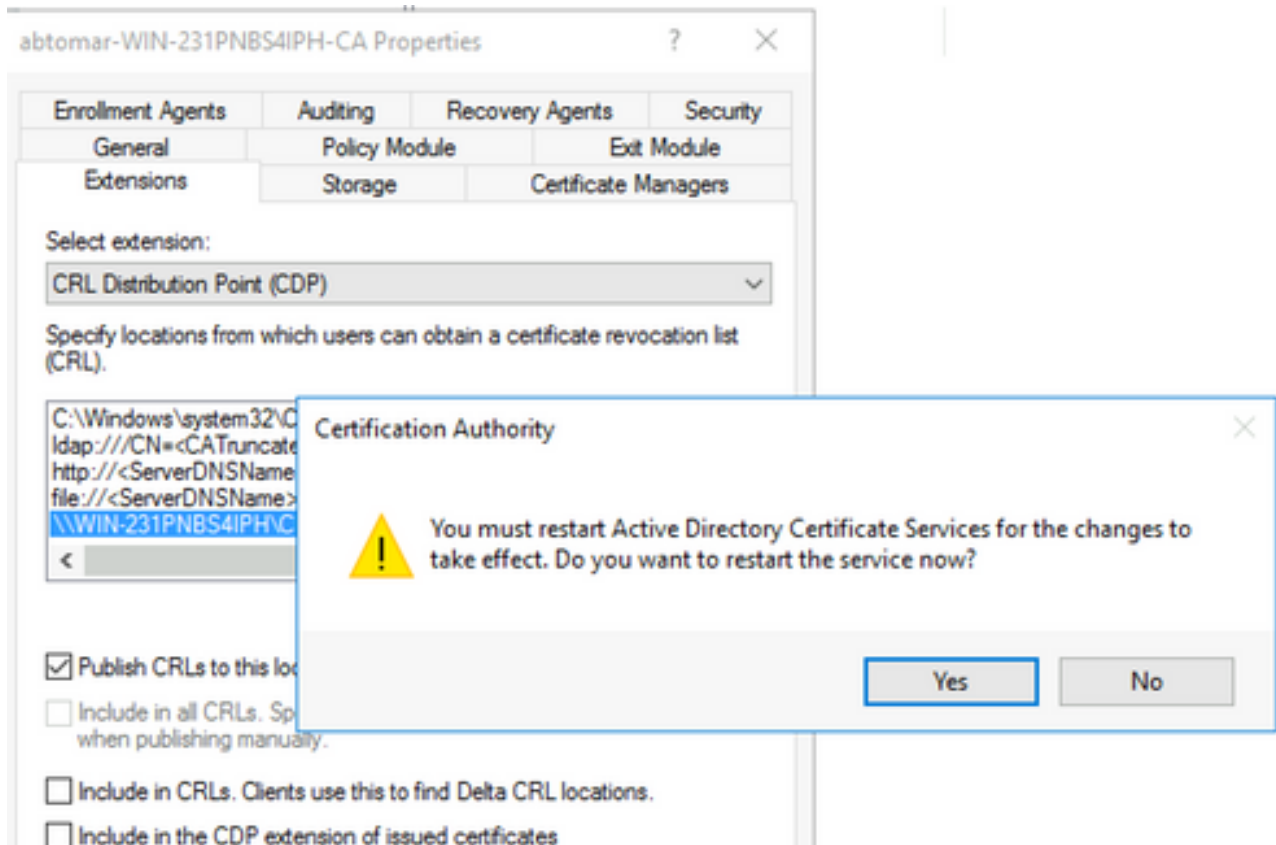 abtomar-WIN-231PNBS4IPH-CA Properties
Enrollment Agents Auditing Recovery Agents Security
General Policy Module Exit Module
Extensions Storage Certificate Managers
Select extension:
CRL Distribution Point (CDP)
Specify locations from which users can obtain a certificate revocation list
(CRL).
C:\Windows\system32\C
ldap:///CN=<CATruncate
http://<ServerDNSName
file://<ServerDNSName>
\\WIN-231PNBS4IPH\C
Certification Authority
You must restart Active Directory Certificate Services for the changes to
take effect. Do you want to restart the service now?
Yes No
Publish CRLs to this loc
Include in all CRLs. Sp
when publishing manually.
Include in CRLs. Clients use this to find Delta CRL locations.
Include in the CDP extension of issued certificates